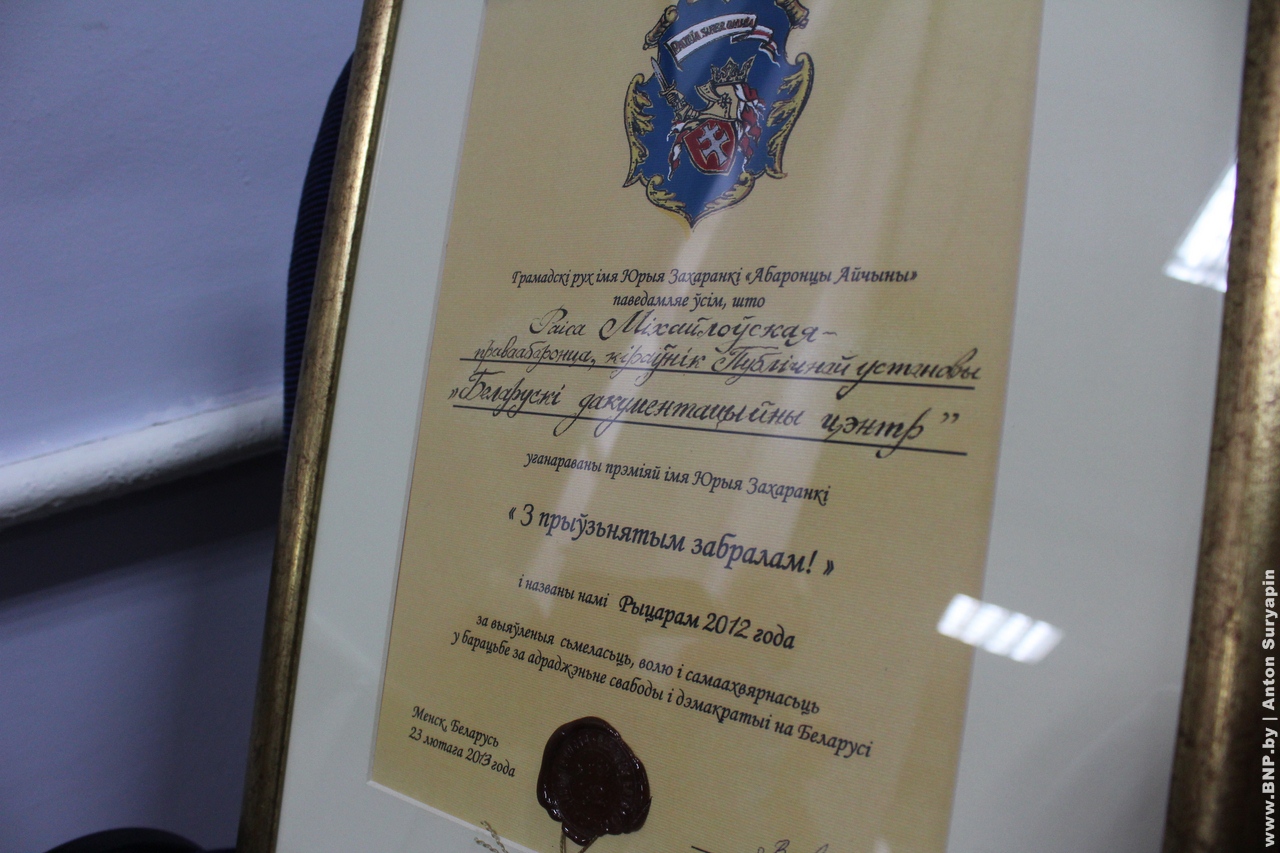 Грамадскі рух імя Юрыя Захаранкі «Абаронцы Айчыны»
паведамляе ўсім, што
Раіса Міхайлоўская –
праваабаронца, кіраўнік Публічнай установы
„Беларускі дакументацыйны цэнтр”
уганараваны прэміяй імя Юрыя Захаранкі
« З прыўзьнятым забралам! »
і названы намі Рыцарам 2012 года
за выяўленыя сьмеласьць, волю і самаахвярнасьць
у барацьбе за адраджэньне свабоды і дэмакратыі на Беларусі
Менск, Беларусь
23 лютага 2013 года
www.BNP.by | Anton Suryapin